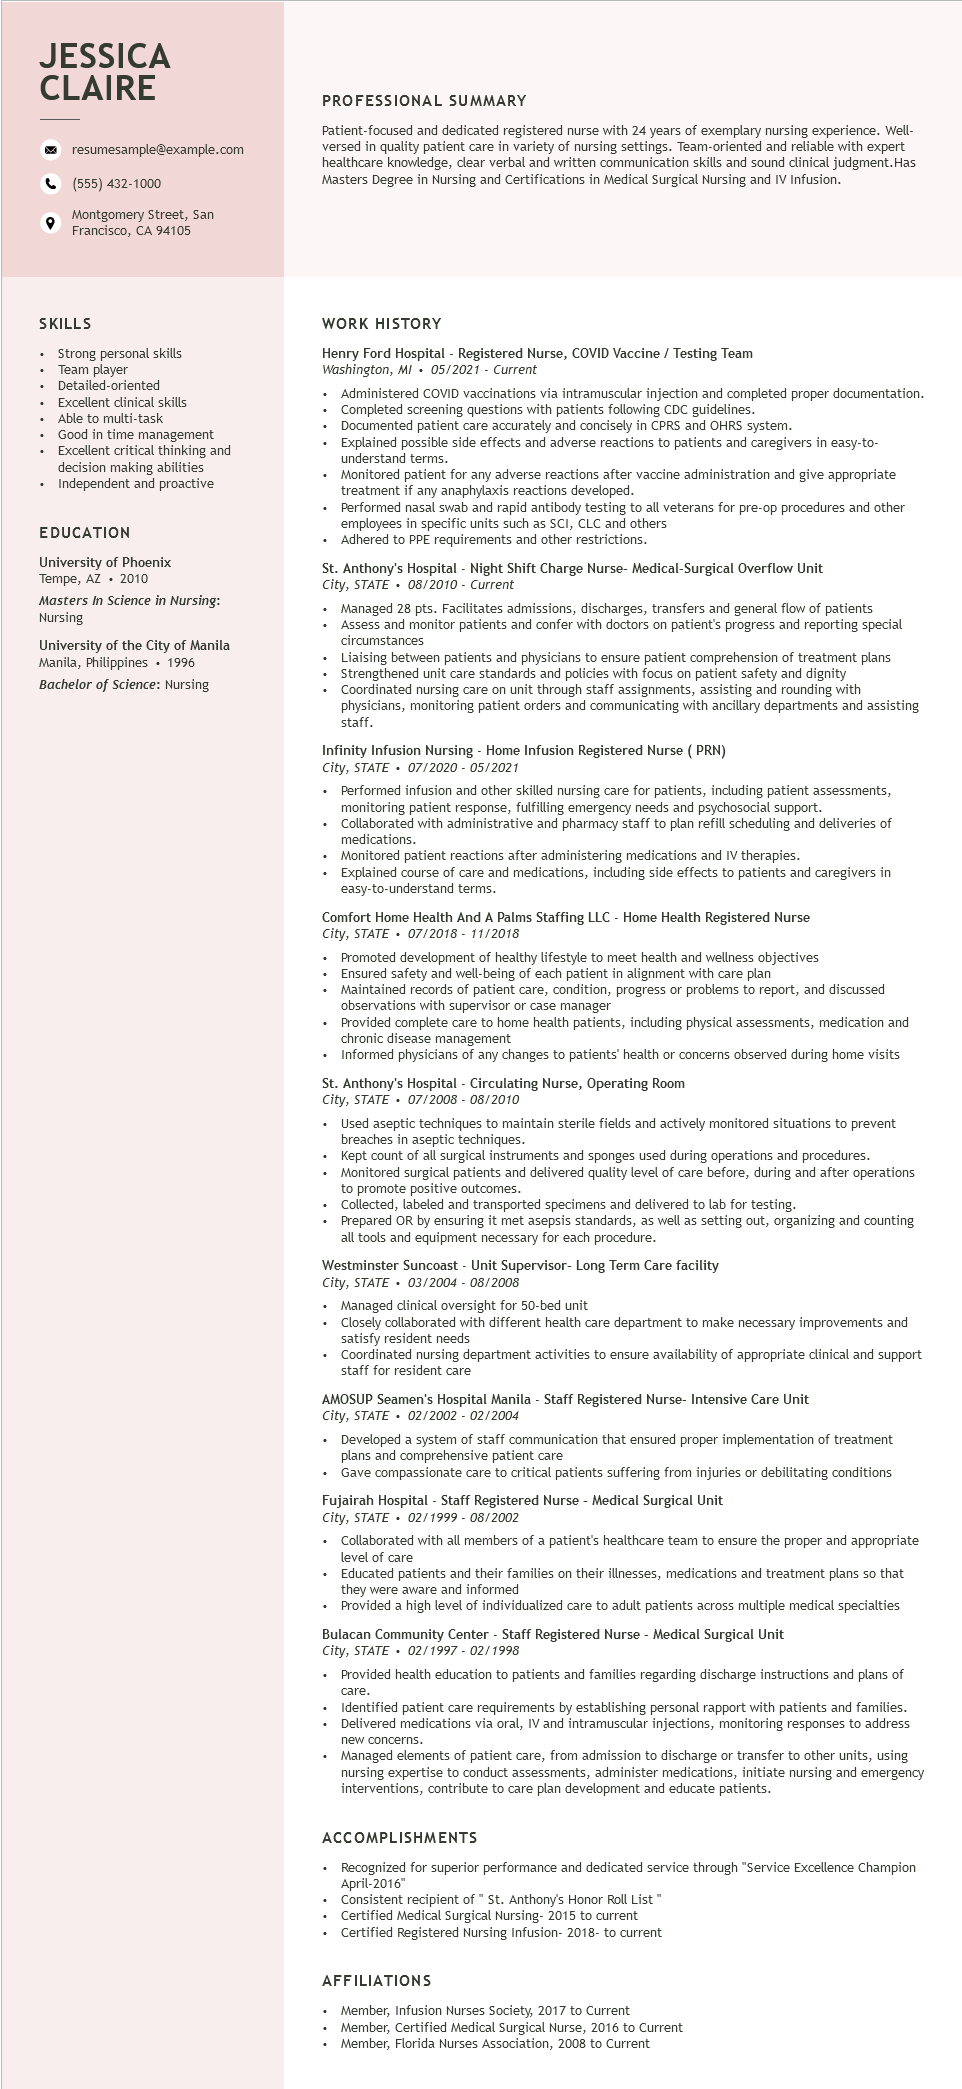 JESSICA
CLAIRE
resumesample@example.com
(555) 432-1000
Montgomery Street, San
Francisco, CA 94105
PROFESSIONAL SUMMARY
Patient-focused and dedicated registered nurse with 24 years of exemplary nursing experience. Well-
versed in quality patient care in variety of nursing settings. Team-oriented and reliable with expert
healthcare knowledge, clear verbal and written communication skills and sound clinical judgment.Has
Masters Degree in Nursing and Certifications in Medical Surgical Nursing and IV Infusion.
SKILLS
• Strong personal skills
• Team player
• Detailed-oriented
• Excellent clinical skills
• Able to multi-task
• Good in time management
• Excellent critical thinking and
decision making abilities
• Independent and proactive
EDUCATION
University of Phoenix
Tempe, AZ • 2010
Masters In Science in Nursing:
Nursing
University of the City of Manila
Manila, Philippines • 1996
Bachelor of Science: Nursing
WORK HISTORY
Henry Ford Hospital - Registered Nurse, COVID Vaccine / Testing Team
Washington, MI • 05/2021 - Current
• Administered COVID vaccinations via intramuscular injection and completed proper documentation.
• Completed screening questions with patients following CDC guidelines.
• Documented patient care accurately and concisely in CPRS and OHRS system.
• Explained possible side effects and adverse reactions to patients and caregivers in easy-to-
understand terms.
• Monitored patient for any adverse reactions after vaccine administration and give appropriate
treatment if any anaphylaxis reactions developed.
• Performed nasal swab and rapid antibody testing to all veterans for pre-op procedures and other
employees in specific units such as SCI, CLC and others
• Adhered to PPE requirements and other restrictions.
St. Anthony's Hospital - Night Shift Charge Nurse- Medical-Surgical Overflow Unit
City, STATE • 08/2010 - Current
• Managed 28 pts. Facilitates admissions, discharges, transfers and general flow of patients
• Assess and monitor patients and confer with doctors on patient's progress and reporting special
circumstances
• Liaising between patients and physicians to ensure patient comprehension of treatment plans
• Strengthened unit care standards and policies with focus on patient safety and dignity
• Coordinated nursing care on unit through staff assignments, assisting and rounding with
physicians, monitoring patient orders and communicating with ancillary departments and assisting
staff.
Infinity Infusion Nursing - Home Infusion Registered Nurse ( PRN)
City, STATE • 07/2020 - 05/2021
• Performed infusion and other skilled nursing care for patients, including patient assessments,
monitoring patient response, fulfilling emergency needs and psychosocial support.
• Collaborated with administrative and pharmacy staff to plan refill scheduling and deliveries of
medications.
• Monitored patient reactions after administering medications and IV therapies.
• Explained course of care and medications, including side effects to patients and caregivers in
easy-to-understand terms.
Comfort Home Health And A Palms Staffing LLC - Home Health Registered Nurse
City, STATE • 07/2018 - 11/2018
• Promoted development of healthy lifestyle to meet health and wellness objectives
• Ensured safety and well-being of each patient in alignment with care plan
• Maintained records of patient care, condition, progress or problems to report, and discussed
observations with supervisor or case manager
• Provided complete care to home health patients, including physical assessments, medication and
chronic disease management
• Informed physicians of any changes to patients' health or concerns observed during home visits
St. Anthony's Hospital - Circulating Nurse, Operating Room
City, STATE • 07/2008 - 08/2010
• Used aseptic techniques to maintain sterile fields and actively monitored situations to prevent
breaches in aseptic techniques.
• Kept count of all surgical instruments and sponges used during operations and procedures.
• Monitored surgical patients and delivered quality level of care before, during and after operations
to promote positive outcomes.
• Collected, labeled and transported specimens and delivered to lab for testing.
• Prepared OR by ensuring it met asepsis standards, as well as setting out, organizing and counting
all tools and equipment necessary for each procedure.
Westminster Suncoast - Unit Supervisor- Long Term Care facility
City, STATE • 03/2004 - 08/2008
• Managed clinical oversight for 50-bed unit
• Closely collaborated with different health care department to make necessary improvements and
satisfy resident needs
• Coordinated nursing department activities to ensure availability of appropriate clinical and support
staff for resident care
AMOSUP Seamen's Hospital Manila - Staff Registered Nurse- Intensive Care Unit
City, STATE • 02/2002 - 02/2004
• Developed a system of staff communication that ensured proper implementation of treatment
plans and comprehensive patient care
• Gave compassionate care to critical patients suffering from injuries or debilitating conditions
Fujairah Hospital - Staff Registered Nurse - Medical Surgical Unit
City, STATE • 02/1999 - 08/2002
• Collaborated with all members of a patient's healthcare team to ensure the proper and appropriate
level of care
• Educated patients and their families on their illnesses, medications and treatment plans so that
they were aware and informed
• Provided a high level of individualized care to adult patients across multiple medical specialties
Bulacan Community Center - Staff Registered Nurse - Medical Surgical Unit
City, STATE • 02/1997 - 02/1998
• Provided health education to patients and families regarding discharge instructions and plans of
care.
• Identified patient care requirements by establishing personal rapport with patients and families.
• Delivered medications via oral, IV and intramuscular injections, monitoring responses to address
new concerns.
• Managed elements of patient care, from admission to discharge or transfer to other units, using
nursing expertise to conduct assessments, administer medications, initiate nursing and emergency
interventions, contribute to care plan development and educate patients.
ACCOMPLISHMENTS
• Recognized for superior performance and dedicated service through "Service Excellence Champion
April-2016"
• Consistent recipient of " St. Anthony's Honor Roll List "
• Certified Medical Surgical Nursing- 2015 to current
• Certified Registered Nursing Infusion- 2018- to current
AFFILIATIONS
• Member, Infusion Nurses Society, 2017 to Current
• Member, Certified Medical Surgical Nurse, 2016 to Current
• Member, Florida Nurses Association, 2008 to Current